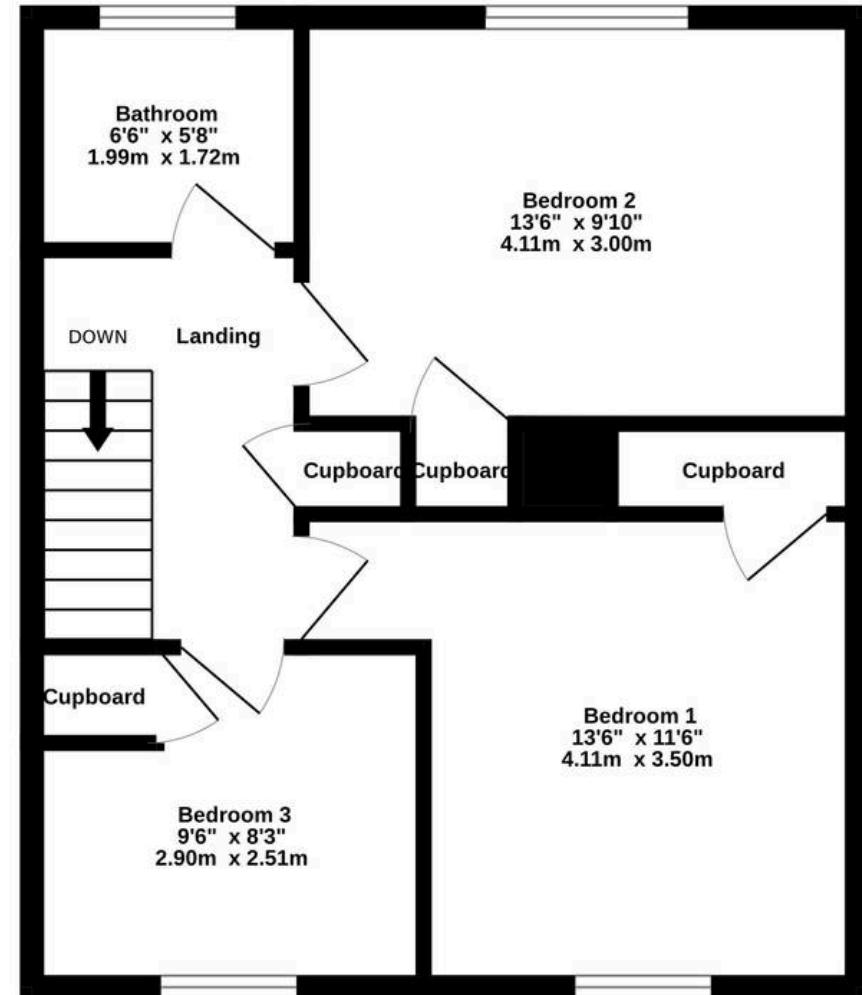 Bathroom
6'6" x 5'8"
1.99m x 1.72m
Bedroom 2
13'6" x 9'10"
4.11m x 3.00m
DOWN
Landing
Cupboard
Cupboard
Cupboard
Cupboard
Bedroom 1
13'6" x 11'6"
4.11m x 3.50m
Bedroom 3
9'6" x 8'3"
2.90m x 2.51m